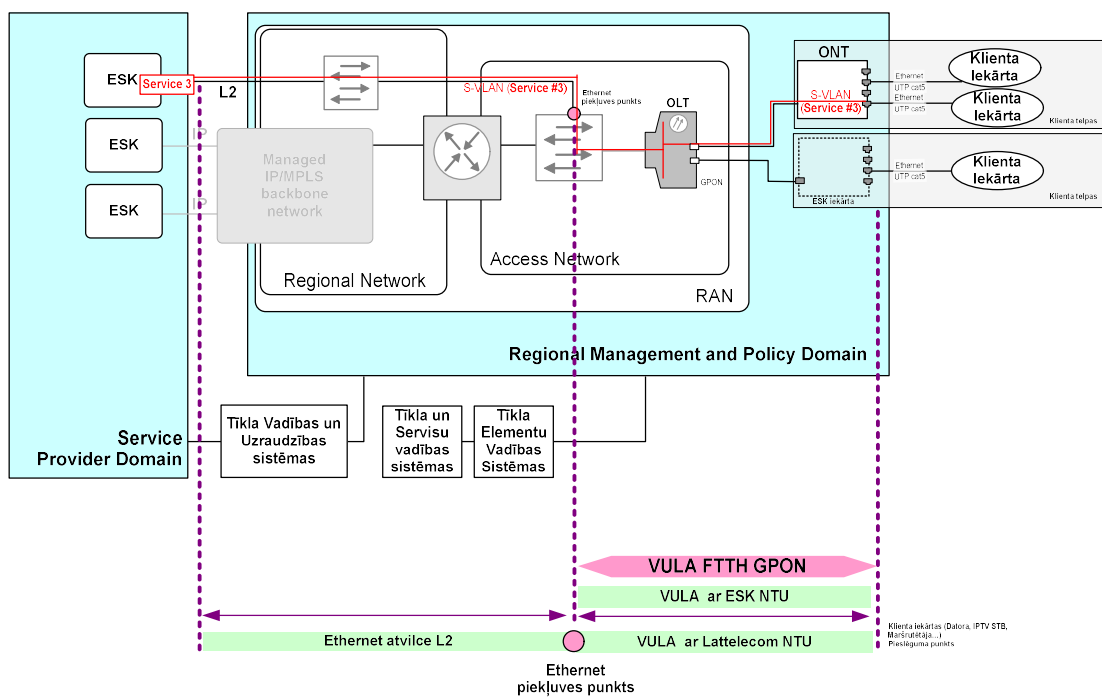 ESK
Service 3
L2
ESK
IP
ESK
IP
Managed
IP/MPLS
backbone
network
S-VLAN (Service #3)
Ethernet
piekļuves punkts
OLT
GPON
ONT
S-VLAN
(Service #3)
Ethernet
UTP cat5
Ethernet
UTP cat5
Klienta
Iekārta
Klienta
Iekārta
Klienta telpas
Ethernet
UTP cat5
Klienta
Iekārta
Klienta telpas
ESK iekārta
Access Network
Regional Network
RAN
Regional Management and Policy Domain
Service
Provider Domain
Tīkla Vadības un
Uzraudzības
sistēmas
Tīkla un
Servisu
vadības
sistēmas
Tīkla
Elementu
Vadības
Sistēmas
VULA FTTH GPON
VULA ar ESK NTU
Ethernet atvilce L2
VULA ar Lattelecom NTU
Klienta iekārtas (Datora, IPTV STB,
Maršrutētāja...)
Pieslēguma punkts
Ethernet
piekļuves punkts